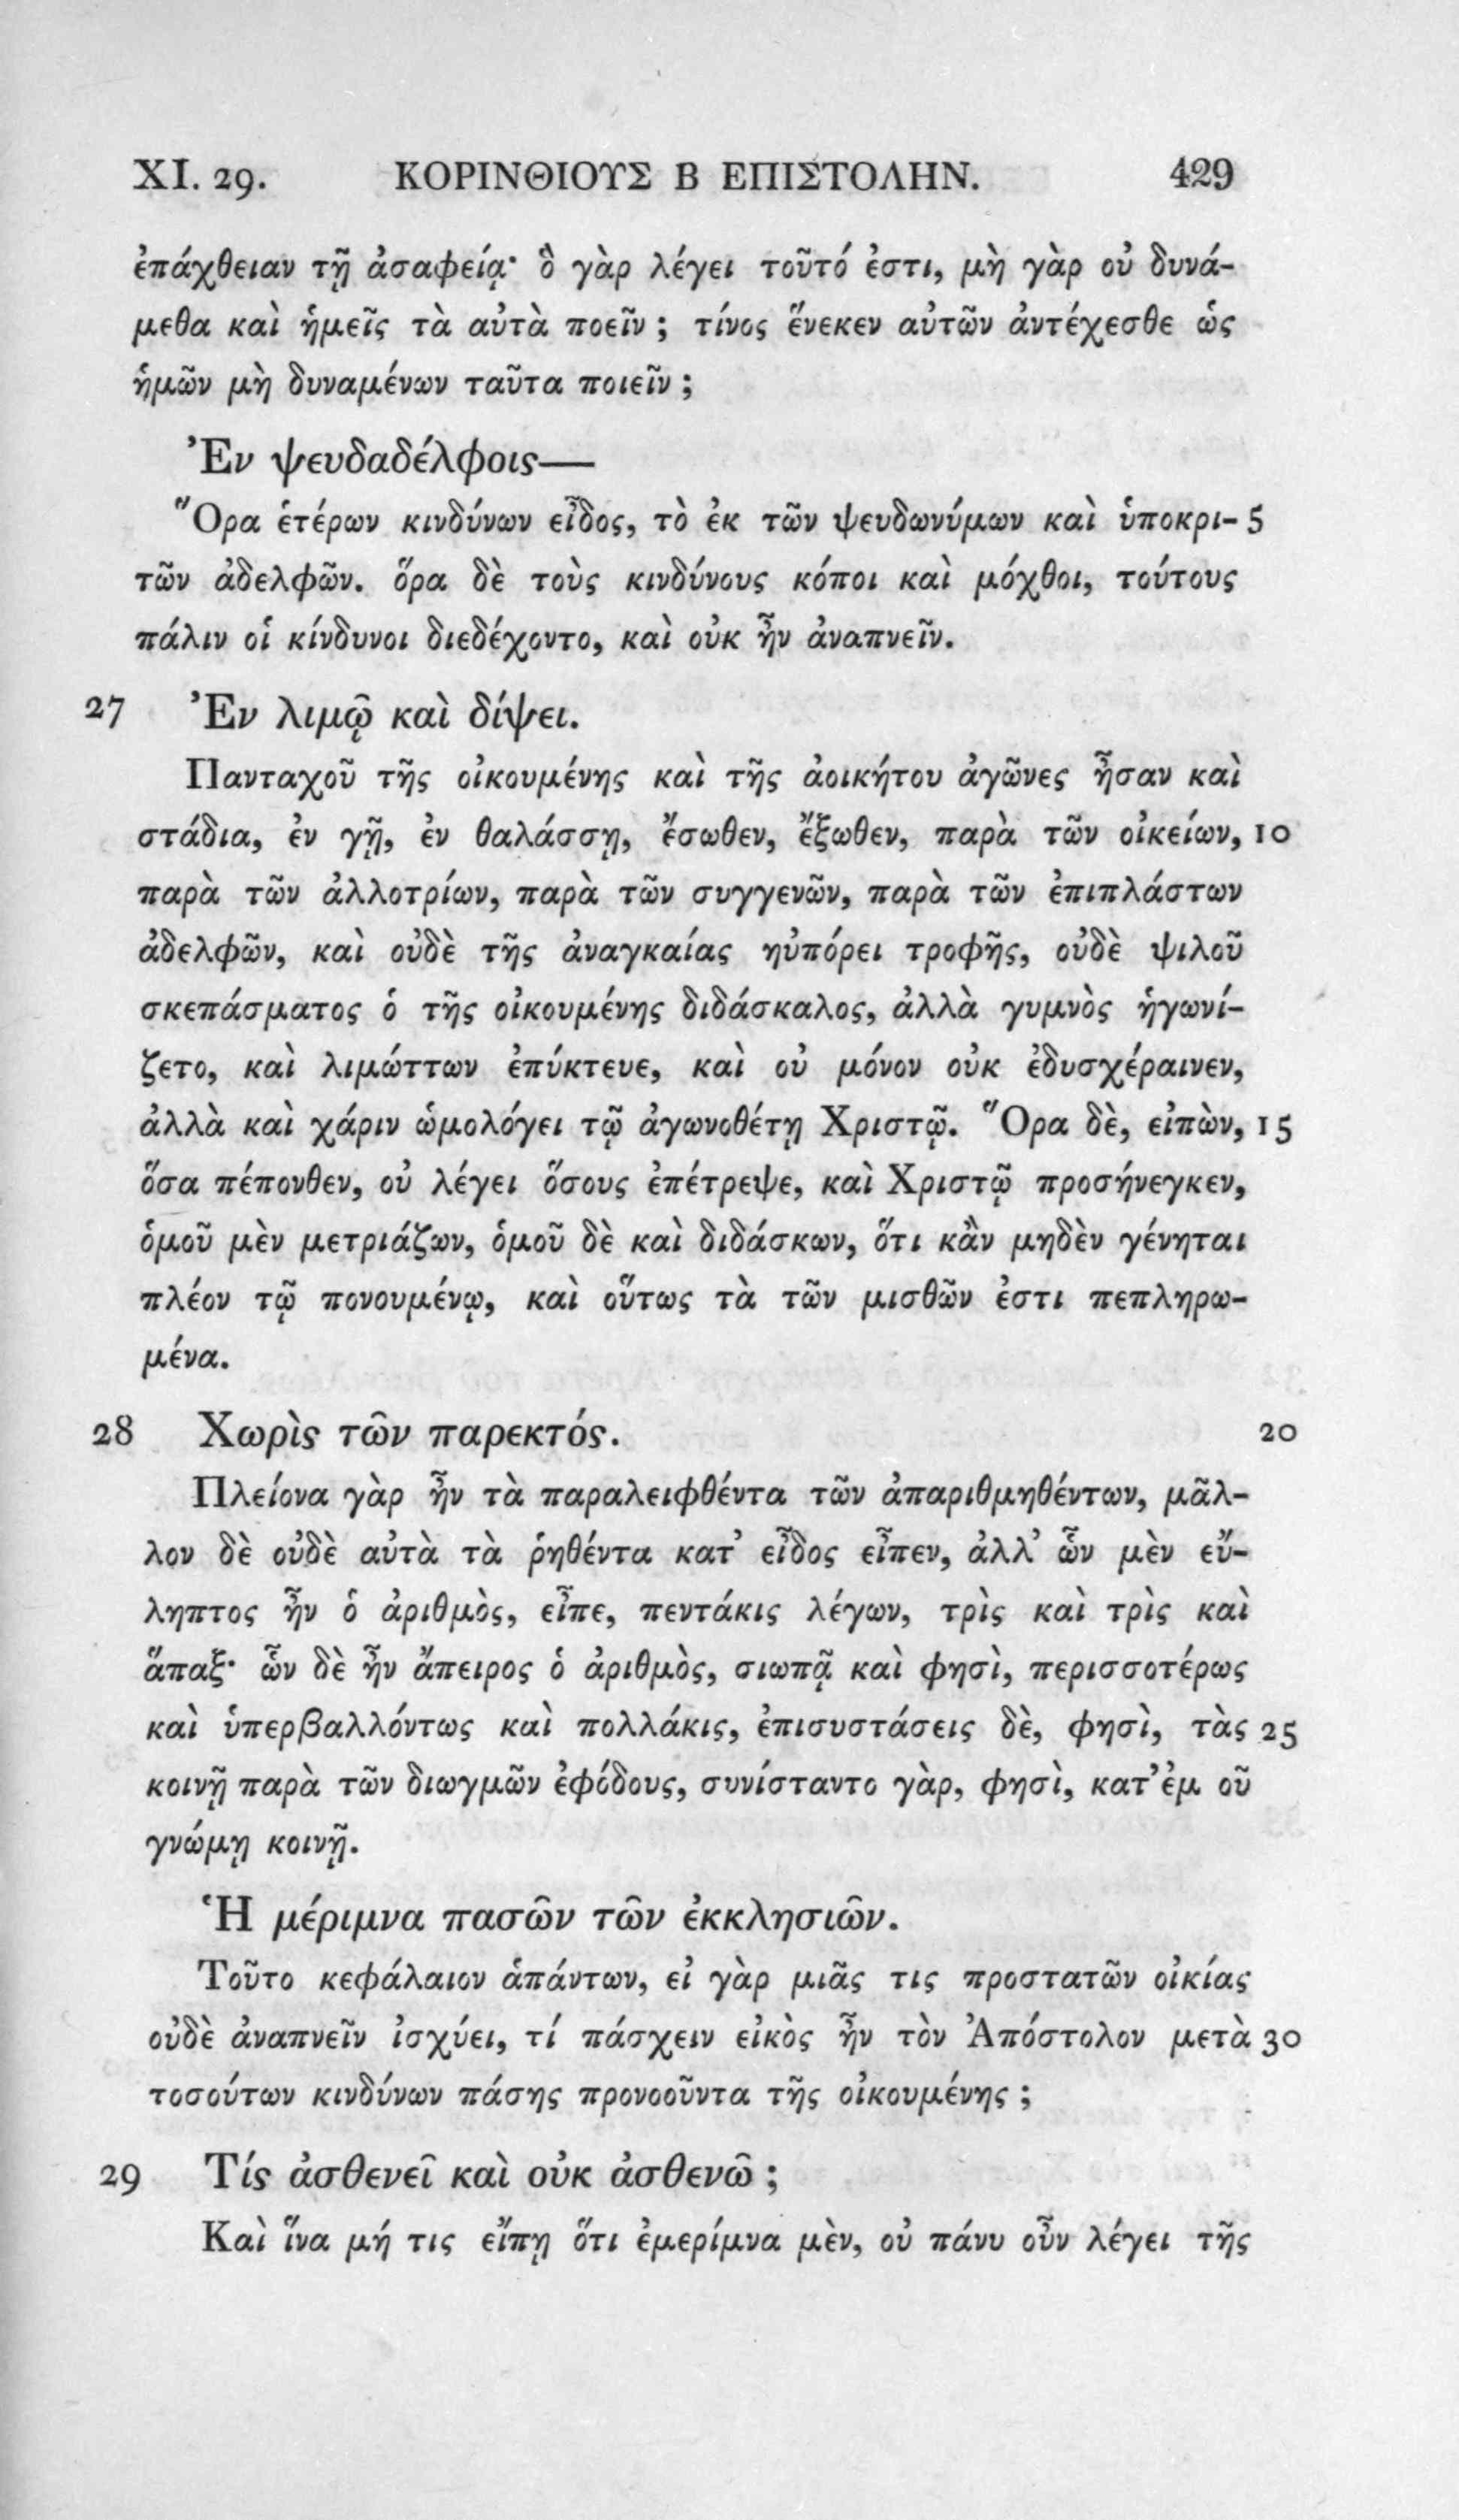 XI. 29. ΚΟΡΙΝΘΙΟΥΣ Β ΕΠΙΣΤΟΛΗΝ. 429
ἐπάχθειαν τῇ ἀσαφείᾳ· ὃ γὰρ λέγει τοῦτό ἐστι, μὴ γὰρ οὐ δυνά-
μεθα καὶ ἡμεῖς τὰ αὐτὰ ποεῖν ; τίνος ἕνεκεν αὐτῶν ἀντέχεσθε ὡς
ἡμῶν μὴ δυναμένων ταῦτα ποιεῖν ;
Ἐν ψευδαδέλφοις—
Ὅρα ἑτέρων κινδύνων εἶδος, τὸ ἐκ τῶν ψευδωνύμων καὶ ὑποκρι- 5
τῶν ἀδελφῶν. ὅρα δὲ τοὺς κινδύνους κόποι καὶ μόχθοι, τούτους
πάλιν οἱ κίνδυνοι διεδέχοντο, καὶ οὐκ ἦν ἀναπνεῖν.
27 Ἐν λιμῷ καὶ δίψει.
Πανταχοῦ τῆς οἰκουμένης καὶ τῆς ἀοικήτου ἀγῶνες ἦσαν καὶ
στάδια, ἐν γῇ, ἐν θαλάσσῃ, ἔσωθεν, ἔξωθεν, παρὰ τῶν οἰκείων, 10
παρὰ τῶν ἀλλοτρίων, παρὰ τῶν συγγενῶν, παρὰ τῶν ἐπιπλάστων
ἀδελφῶν, καὶ οὐδὲ τῆς ἀναγκαίας ηὐπόρει τροφῆς, οὐδὲ ψιλοῦ
σκεπάσματος ὁ τῆς οἰκουμένης διδάσκαλος, ἀλλὰ γυμνὸς ἠγωνί-
ζετο, καὶ λιμώττων ἐπύκτευε, καὶ οὐ μόνον οὐκ ἐδυσχέραινεν,
ἀλλὰ καὶ χάριν ὡμολόγει τῷ ἀγωνοθέτῃ Χριστῷ. Ὅρα δὲ, εἰπὼν, 15
ὅσα πέπονθεν, οὐ λέγει ὅσους ἐπέτρεψε, καὶ Χριστῷ προσήνεγκεν,
ὁμοῦ μὲν μετριάζων, ὁμοῦ δὲ καὶ διδάσκων, ὅτι κἂν μηδὲν γένηται
πλέον τῷ πονουμένῳ, καὶ οὕτως τὰ τῶν μισθῶν ἐστι πεπληρω-
μένα.
28 Χωρὶς τῶν παρεκτός. 20
Πλείονα γὰρ ἦν τὰ παραλειφθέντα τῶν ἀπαριθμηθέντων, μᾶλ-
λον δὲ οὐδὲ αὐτὰ τὰ ῥηθέντα κατ’ εἶδος εἶπεν, ἀλλ’ ὧν μὲν εὔ-
ληπτος ἦν ὁ ἀριθμὸς, εἶπε, πεντάκις λέγων, τρὶς καὶ τρὶς καὶ
ἅπαξ· ὧν δὲ ἦν ἄπειρος ὁ ἀριθμὸς, σιωπᾷ καὶ φησὶ, περισσοτέρως
καὶ ὑπερβαλλόντως καὶ πολλάκις, ἐπισυστάσεις δὲ, φησὶ, τὰς 25
κοινῇ παρὰ τῶν διωγμῶν ἐφόδους, συνίσταντο γὰρ, φησὶ, κατ’ ἐμ οῦ
γνώμῃ κοινῇ.
Ἡ μέριμνα πασῶν τῶν ἐκκλησιῶν.
Τοῦτο κεφάλαιον ἁπάντων, εἰ γὰρ μιᾶς τις προστατῶν οἰκίας
οὐδὲ ἀναπνεῖν ἰσχύει, τί πάσχειν εἰκὸς ἦν τὸν Ἀπόστολον μετὰ 30
τοσούτων κινδύνων πάσης προνοοῦντα τῆς οἰκουμένης ;
29 Τίς ἀσθενεῖ καὶ οὐκ ἀσθενῶ ;
Καὶ ἵνα μή τις εἴπῃ ὅτι ἐμερίμνα μὲν, οὐ πάνυ οὖν λέγει τῆς